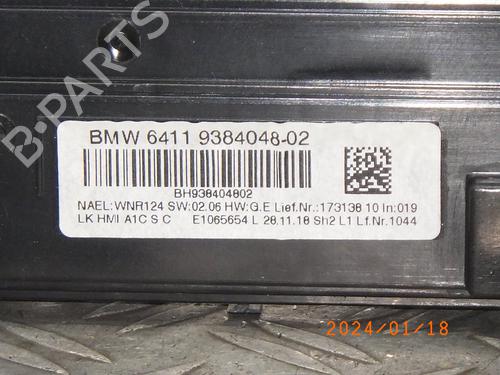 B-PARTS
BMW 6411 9384048-02
BH938404802
NAEL:WNR124 SW:02.06 HW:G.E Lief.Nr.:173138 10 In:019
LK HMI A1C S C E1065654 L 28.11.18 Sh2 L1 Lf.Nr.1044
2024/01/18